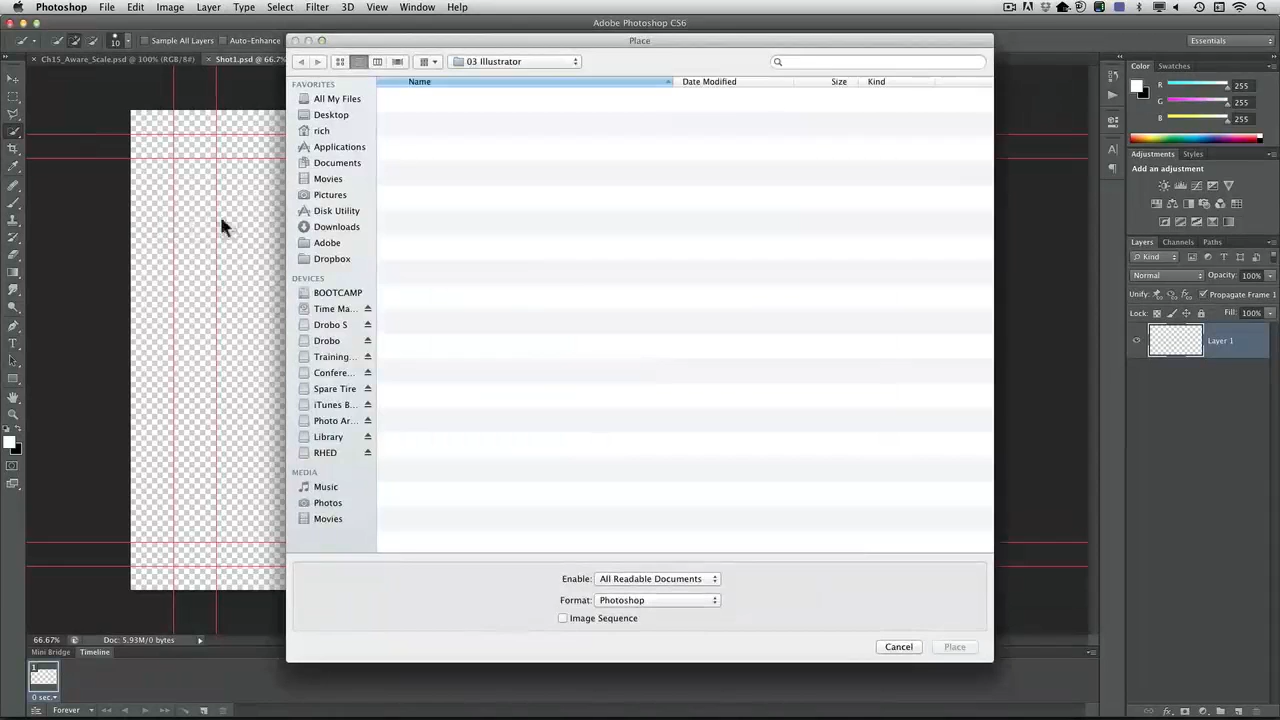 Photoshop File Edit Image Layer Type Select Filter 3D View Window Help
Adobe Photoshop CS6
10 Sample All Layers Auto-Enhance Essentials
Ch15_Aware_Scale.psd @ 100% (RGB/8#) Shot1.psd @ 66.7%
Place
03 Illustrator
FAVORITES
All My Files
Desktop
rich
Applications
Documents
Movies
Pictures
Disk Utility
Downloads
Adobe
Dropbox
DEVICES
BOOTCAMP
Time Ma...
Drobo S
Drobo
Training...
Confere...
Spare Tire
iTunes B...
Photo Ar...
Library
RHED
MEDIA
Music
Photos
Movies
Name Date Modified Size Kind
Enable: All Readable Documents
Format: Photoshop
Image Sequence
Cancel Place
Color Swatches
R 255
G 255
B 255
Adjustments Styles
Add an adjustment
Layers Channels Paths
Kind
Normal Opacity: 100%
Unify: Propagate Frame 1
Lock: Fill: 100%
Layer 1
66.67% Doc: 5.93M/0 bytes
Mini Bridge Timeline
1
0 sec.
Forever